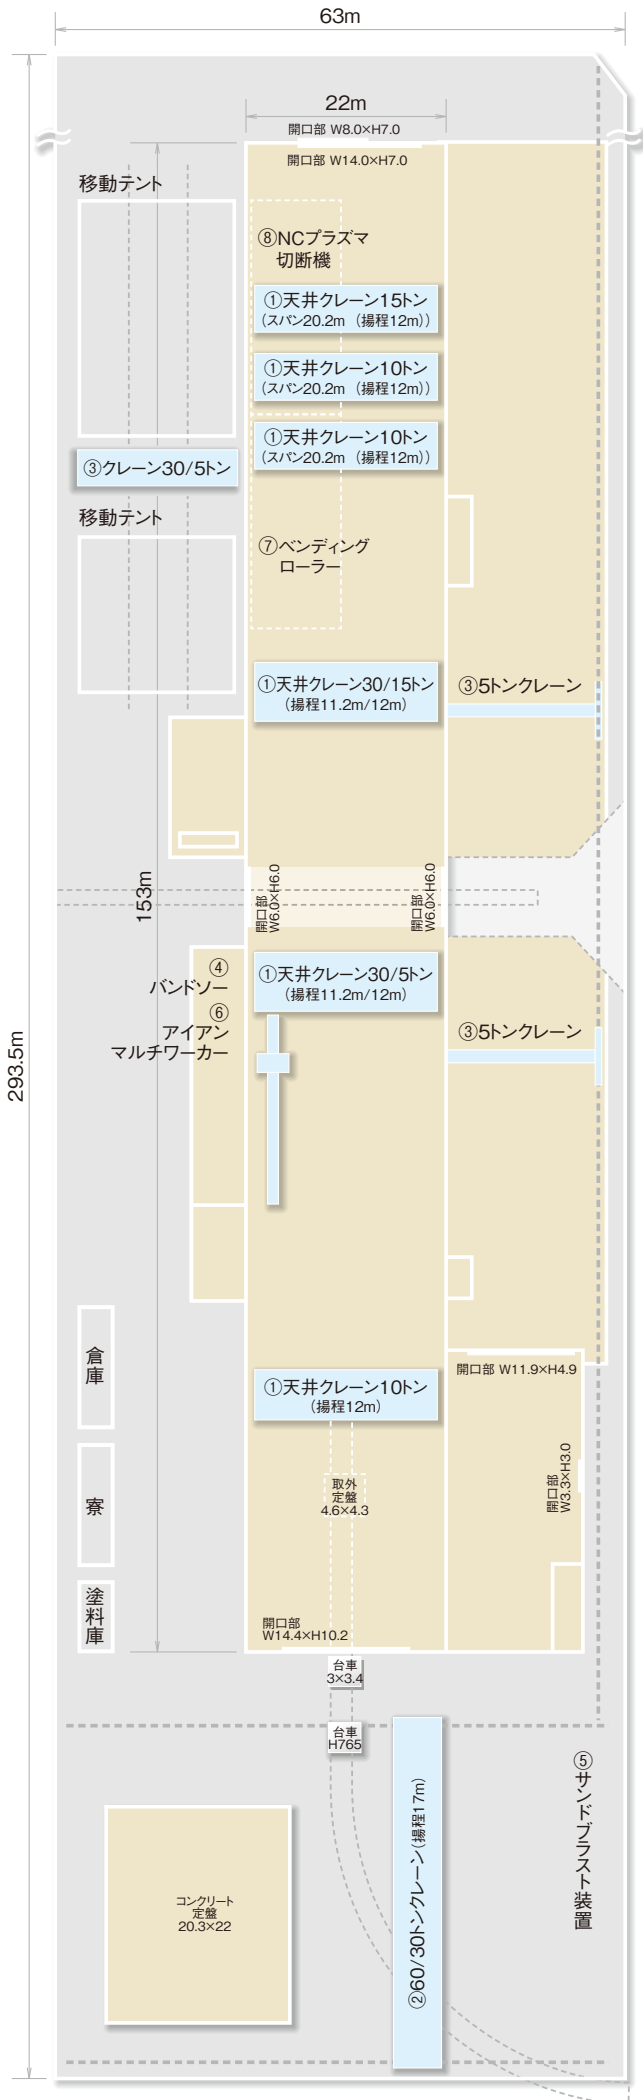 63m
22m
開口部 W8.0×H7.0
開口部 W14.0×H7.0
移動テント
⑧NCプラズマ
切断機
①天井クレーン15トン
(スパン20.2m (揚程12m))
①天井クレーン10トン
(スパン20.2m (揚程12m))
①天井クレーン10トン
(スパン20.2m (揚程12m))
③クレーン30/5トン
移動テント
⑦ベンディング
ローラー
①天井クレーン30/15トン
(揚程11.2m/12m)
③5トンクレーン
153m
開口部
W6.0×H6.0
開口部
W6.0×H6.0
④
バンドソー
⑥
アイアン
マルチワーカー
①天井クレーン30/5トン
(揚程11.2m/12m)
③5トンクレーン
293.5m
倉庫
寮
塗料庫
①天井クレーン10トン
(揚程12m)
開口部 W11.9×H4.9
開口部
W3.3×H3.0
取外
定盤
4.6×4.3
開口部
W14.4×H10.2
台車
3×3.4
台車
H765
②60/30トンクレーン(揚程17m)
⑤サンドブラスト装置
コンクリート
定盤
20.3×22